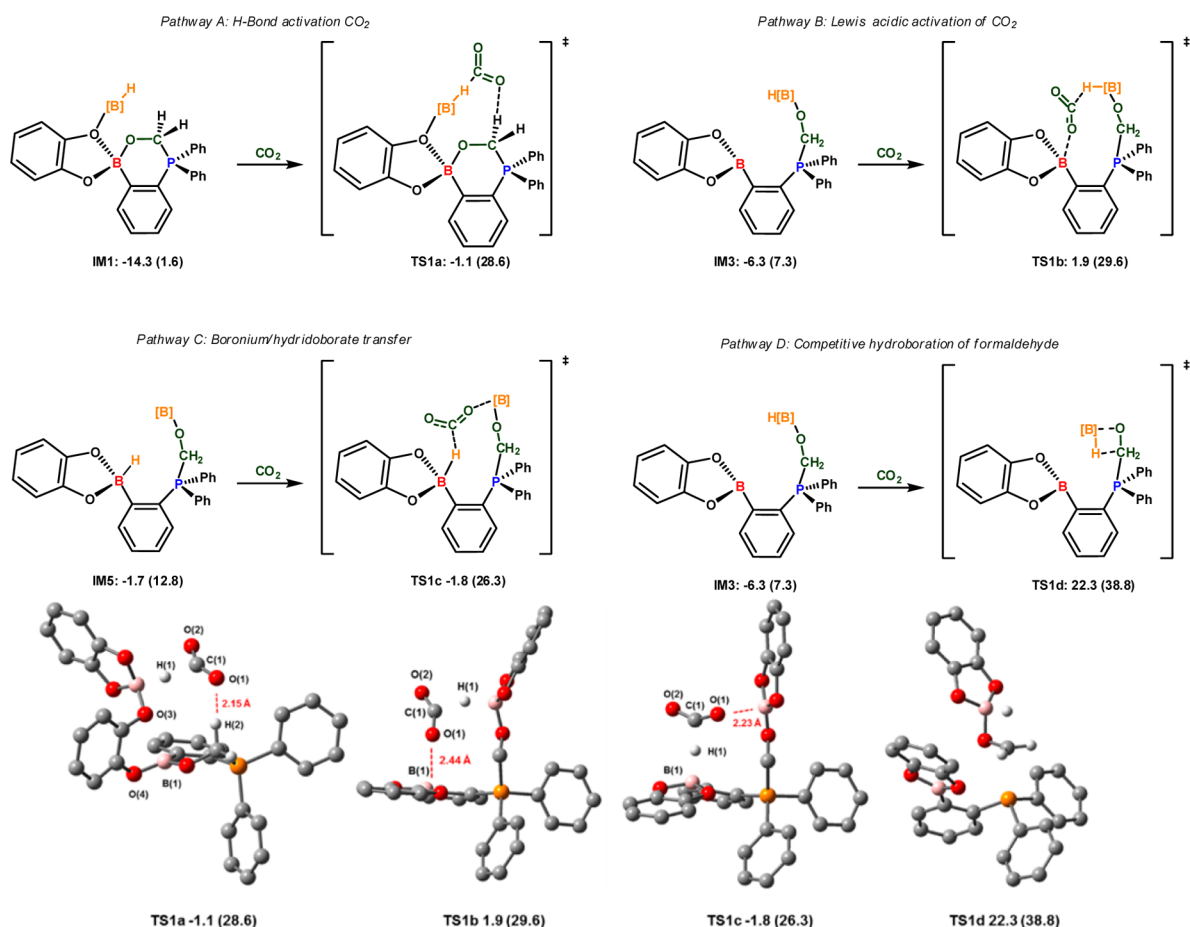 Pathway A: H-Bond activation CO2
H
[B]
O
O
O
B
C
H
H
P
Ph
Ph
CO2
‡
O
C
O
H
[B]
O
O
O
B
H
C
H
P
Ph
Ph
IM1: -14.3 (1.6)
TS1a: -1.1 (28.6)
Pathway B: Lewis acidic activation of CO2
H[B]
O
CH2
O
O
B
P
Ph
Ph
CO2
‡
O
C
O
H
[B]
O
CH2
O
O
B
P
Ph
Ph
IM3: -6.3 (7.3)
TS1b: 1.9 (29.6)
Pathway C: Boronium/hydridoborate transfer
[B]
O
CH2
O
H
B
O
P
Ph
Ph
CO2
‡
O
C
O
[B]
O
CH2
H
O
B
O
P
Ph
Ph
IM5: -1.7 (12.8)
TS1c -1.8 (26.3)
Pathway D: Competitive hydroboration of formaldehyde
H[B]
O
CH2
O
O
B
P
Ph
Ph
CO2
‡
[B]
O
H
CH2
O
O
B
P
Ph
Ph
IM3: -6.3 (7.3)
TS1d: 22.3 (38.8)
O(2)
C(1)
H(1)
O(1)
2.15 Å
H(2)
O(3)
O(4)
B(1)
TS1a -1.1 (28.6)
O(2)
H(1)
C(1)
O(1)
2.44 Å
B(1)
TS1b 1.9 (29.6)
O(2)
C(1)
O(1)
2.23 Å
H(1)
B(1)
TS1c -1.8 (26.3)
TS1d 22.3 (38.8)